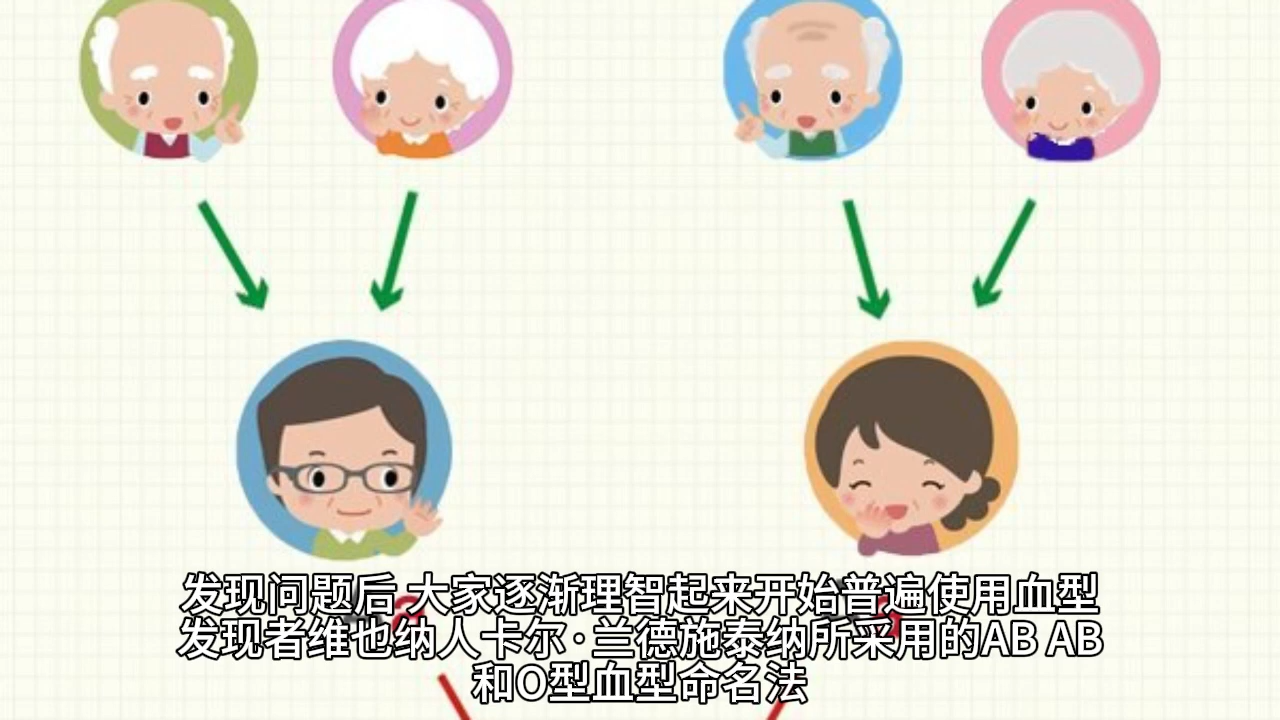 发现问题后 大家逐渐理智起来开始普遍使用血型
发现者维也纳人卡尔·兰德施泰纳所采用的AB AB
和O型血型命名法